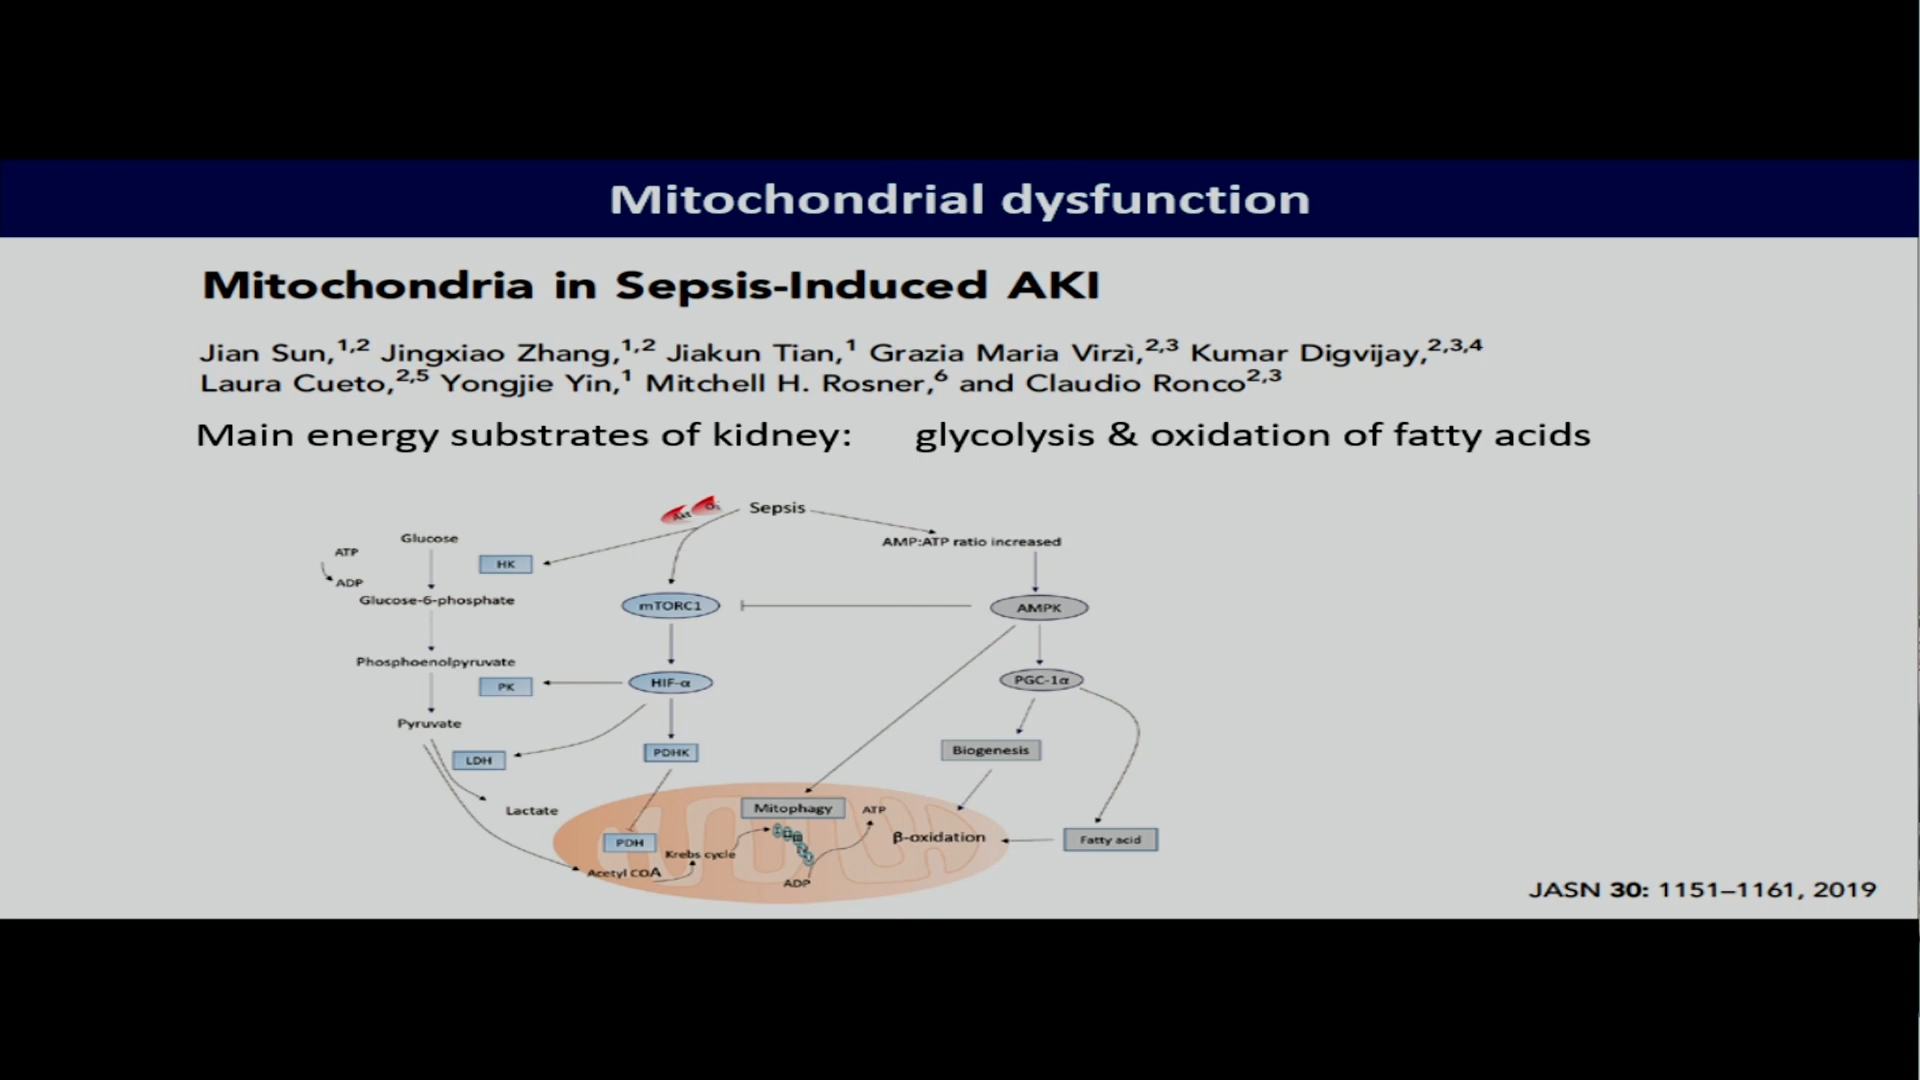 Mitochondrial dysfunction
Mitochondria in Sepsis-Induced AKI
Jian Sun,1,2 Jingxiao Zhang,1,2 Jiakun Tian,1 Grazia Maria Virzì,2,3 Kumar Digvijay,2,3,4
Laura Cueto,2,5 Yongjie Yin,1 Mitchell H. Rosner,6 and Claudio Ronco2,3
Main energy substrates of kidney: glycolysis & oxidation of fatty acids
Akt O2 Sepsis
Glucose
AMP:ATP ratio increased
ATP
HK
ADP
Glucose-6-phosphate
mTORC1
AMPK
Phosphoenolpyruvate
PK
HIF-α
PGC-1α
Pyruvate
LDH
PDHK
Biogenesis
Lactate
Mitophagy
ATP
PDH
Krebs cycle
β-oxidation
Fatty acid
Acetyl COA
ADP
JASN 30: 1151–1161, 2019